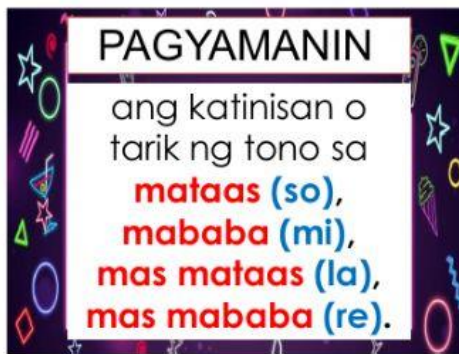 PAGYAMANIN
ang katinisan o
tarik ng tono sa
mataas (so),
mababa (mi),
mas mataas (la),
mas mababa (re).